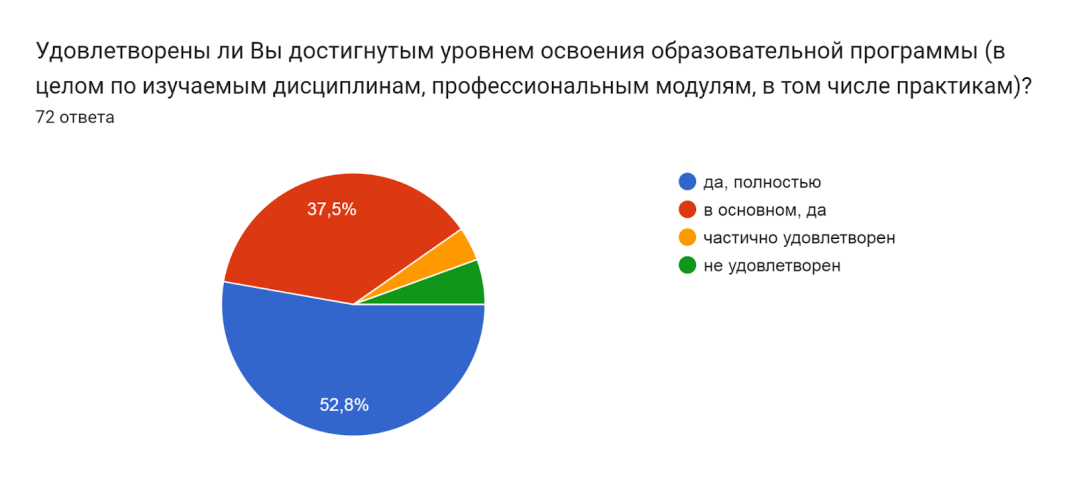 Удовлетворены ли Вы достигнутым уровнем освоения образовательной программы (в
целом по изучаемым дисциплинам, профессиональным модулям, в том числе практикам)?
72 ответа
37,5%
52,8%
да, полностью
в основном, да
частично удовлетворен
не удовлетворен